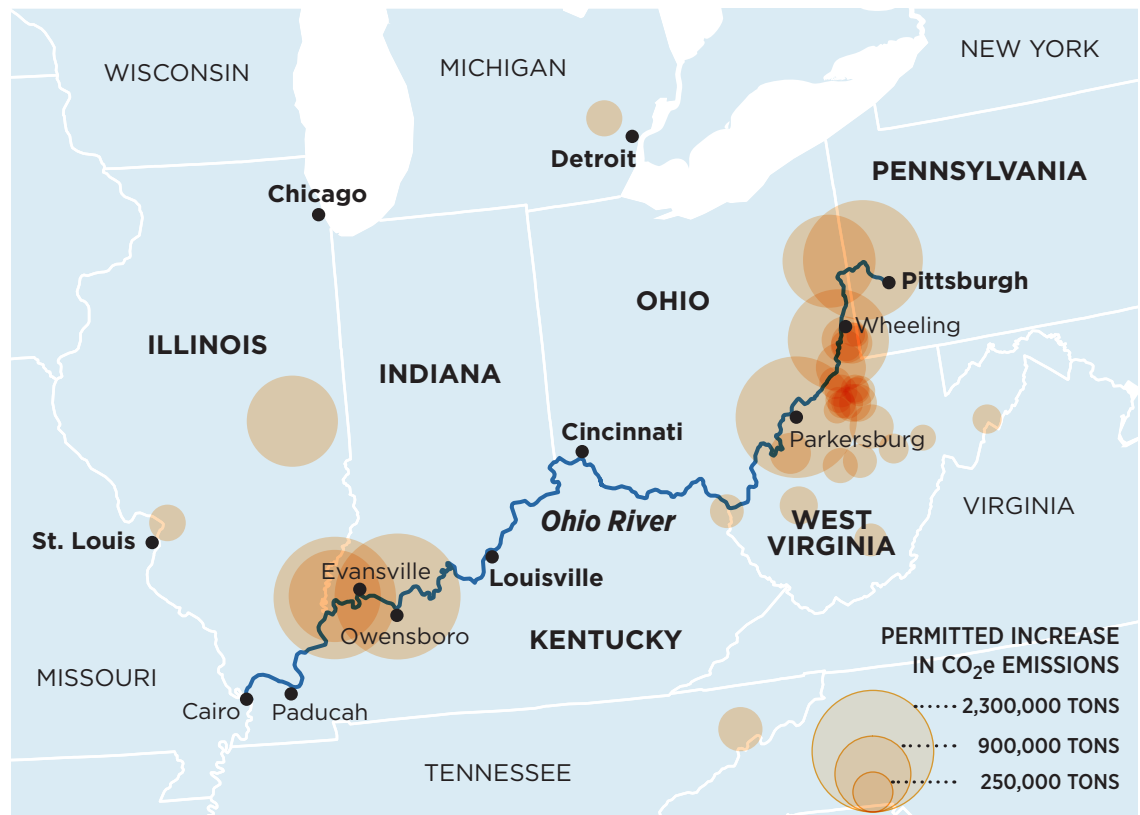 WISCONSIN
MICHIGAN
NEW YORK
Detroit
PENNSYLVANIA
Chicago
Pittsburgh
OHIO
Wheeling
ILLINOIS
INDIANA
Cincinnati
Parkersburg
Ohio River
WEST
VIRGINIA
VIRGINIA
St. Louis
Evansville
Louisville
Owensboro
KENTUCKY
MISSOURI
Cairo
Paducah
TENNESSEE
PERMITTED INCREASE
IN CO₂e EMISSIONS
2,300,000 TONS
900,000 TONS
250,000 TONS